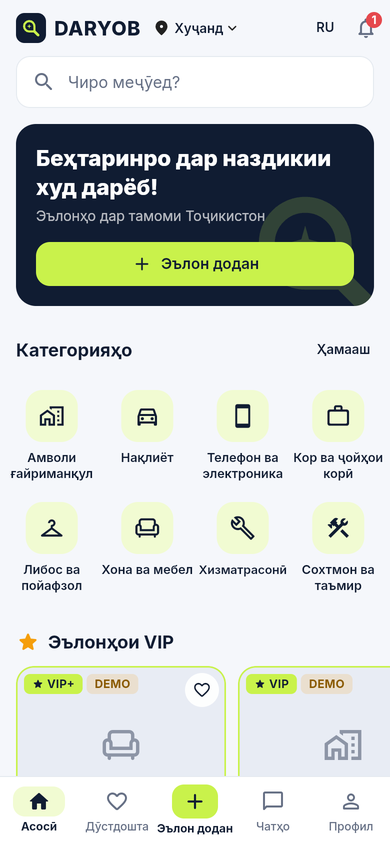 DARYOB
Хуҷанд
RU
1
Чиро меҷӯед?
Беҳтаринро дар наздикии
худ дарёб!
Эълонҳо дар тамоми Тоҷикистон
Эълон додан
Категорияҳо
Ҳамааш
Амволи
ғайриманқул
Нақлиёт
Телефон ва
электроника
Кор ва ҷойҳои
корӣ
Либос ва
пойафзол
Хона ва мебел
Хизматрасонӣ
Сохтмон ва
таъмир
Эълонҳои VIP
VIP+
DEMO
VIP
DEMO
Асосӣ
Дӯстдошта
Эълон додан
Чатҳо
Профил